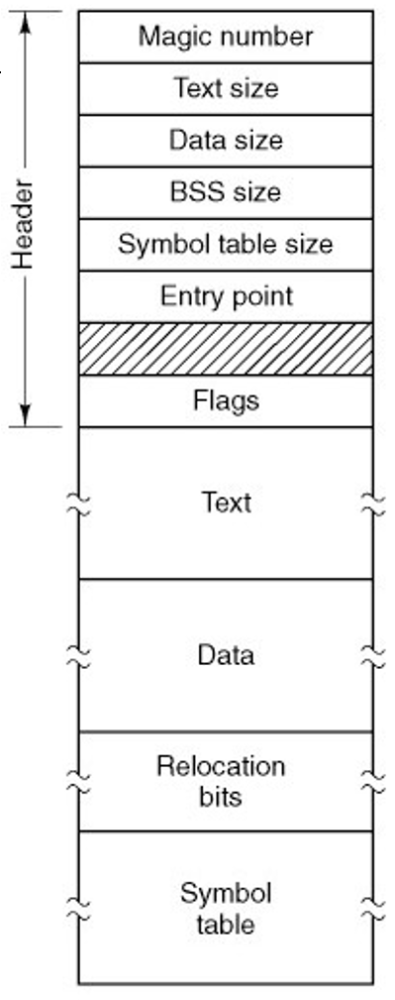 Header
Magic number
Text size
Data size
BSS size
Symbol table size
Entry point
Flags
Text
Data
Relocation
bits
Symbol
table